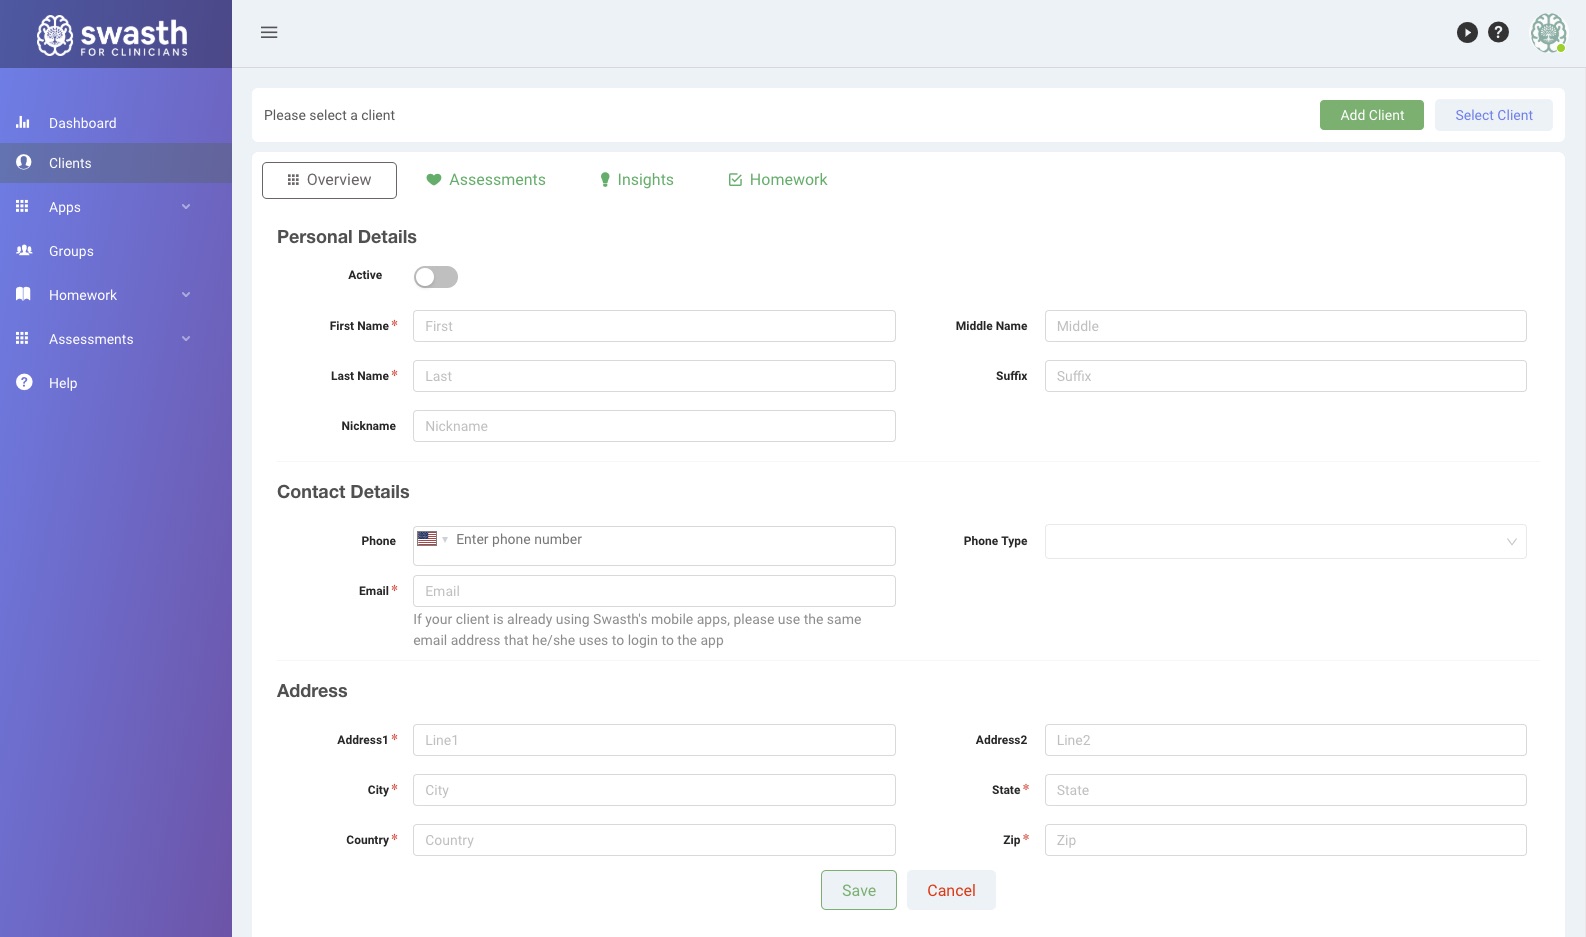 swasth
FOR CLINICIANS
Dashboard
Clients
Apps
Groups
Homework
Assessments
Help
Please select a client
Add Client
Select Client
Overview
Assessments
Insights
Homework
Personal Details
Active
First Name*
First
Middle Name
Middle
Last Name*
Last
Suffix
Suffix
Nickname
Nickname
Contact Details
Phone
Enter phone number
Phone Type
Email*
Email
If your client is already using Swasth's mobile apps, please use the same
email address that he/she uses to login to the app
Address
Address1*
Line1
Address2
Line2
City*
City
State*
State
Country*
Country
Zip*
Zip
Save
Cancel